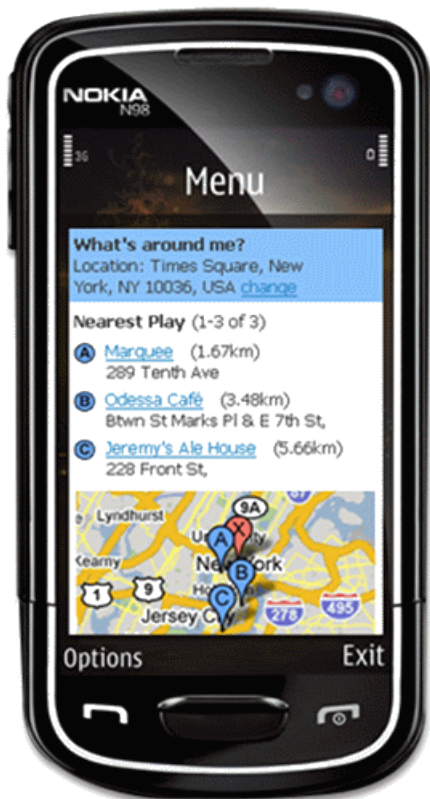 NOKIA
N98
3G
Menu
What's around me?
Location: Times Square, New
York, NY 10036, USA change
Nearest Play (1-3 of 3)
A Marquee (1.67km)
289 Tenth Ave
B Odessa Café (3.48km)
Btwn St Marks Pl & E 7th St,
C Jeremy's Ale House (5.66km)
228 Front St,
9A
Lyndhurst
X
A
Kearny
New York
B
1
9
C
Jersey City
278
495
Options
Exit